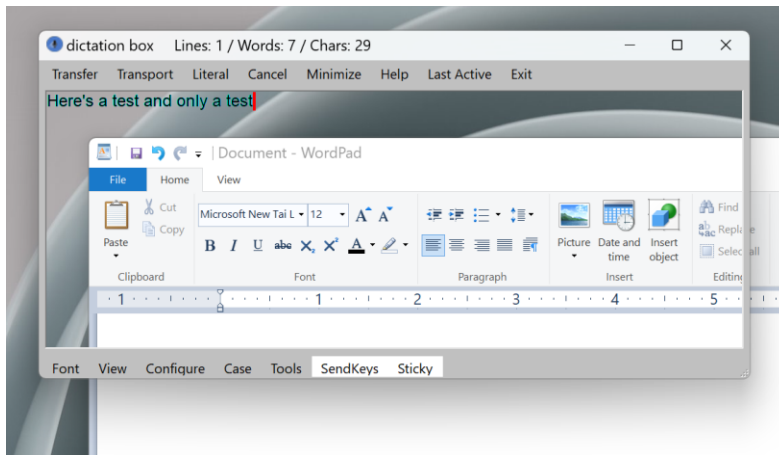 dictation box Lines: 1 / Words: 7 / Chars: 29
Transfer Transport Literal Cancel Minimize Help Last Active Exit
Here's a test and only a test
Document - WordPad
File Home View
Cut
Copy
Paste
Clipboard
Microsoft New Tai L 12 A A
B I U abc X₂ X² A
Font
Paragraph
Picture Date and time Insert object
Insert
Find
Replace
Select all
Editing
1 1 2 3 4 5
Font View Configure Case Tools SendKeys Sticky